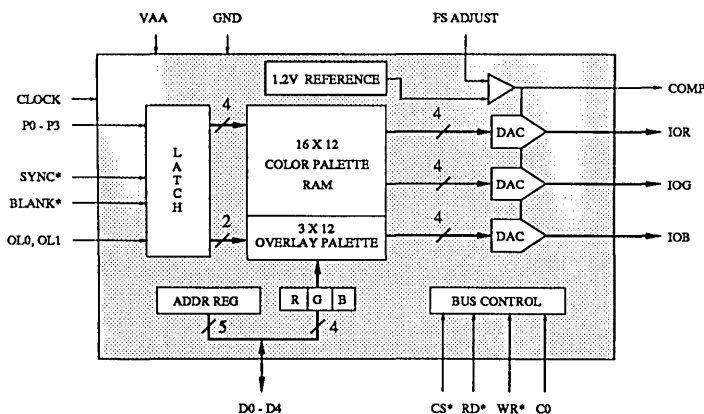 VAA GND FS ADJUST
1.2V REFERENCE
COMP
CLOCK
P0 - P3
4
4
IOR
DAC
16 X 12
COLOR PALETTE
RAM
L
A
T
C
H
SYNC*
4
DAC
IOG
BLANK*
OL0, OL1
2
3 X 12
OVERLAY PALETTE
4
DAC
IOB
ADDR REG
R G B
BUS CONTROL
5
4
D0 - D4
CS* RD* WR* C0